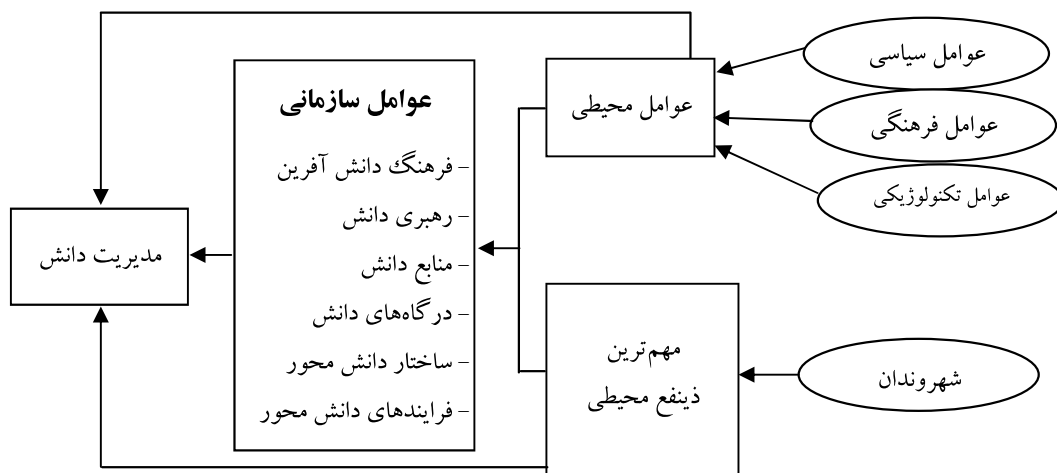 عوامل سیاسی
عوامل فرهنگی
عوامل تکنولوژیکی
عوامل محیطی
شهروندان
مهم‌ترین
ذینفع محیطی
عوامل سازمانی
- فرهنگ دانش آفرین
- رهبری دانش
- منابع دانش
- درگاه‌های دانش
- ساختار دانش محور
- فرایندهای دانش محور
مدیریت دانش